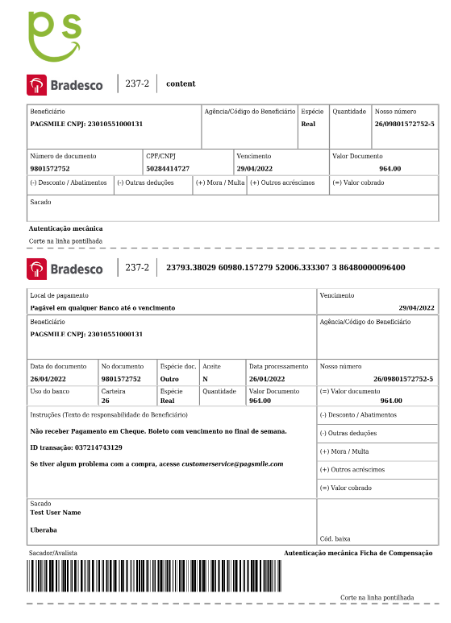 ps
Bradesco 237-2 content
Beneficiário Agência/Código do Beneficiário Espécie Quantidade Nosso número
PAGSMILE CNPJ: 23010551000131 Real 26/09801572752-5
Número de documento CPF/CNPJ Vencimento Valor Documento
9801572752 50284414727 29/04/2022 964.00
(-) Desconto / Abatimentos (-) Outras deduções (+) Mora / Multa (+) Outros acréscimos (=) Valor cobrado
Sacado
Autenticação mecânica
Corte na linha pontilhada
Bradesco 237-2 23793.38029 60980.157279 52006.333307 3 86480000096400
Local de pagamento Vencimento
Pagável em qualquer Banco até o vencimento 29/04/2022
Beneficiário Agência/Código do Beneficiário
PAGSMILE CNPJ: 23010551000131
Data do documento No documento Espécie doc. Aceite Data processamento Nosso número
26/04/2022 9801572752 Outro N 26/04/2022 26/09801572752-5
Uso do banco Carteira Espécie Quantidade Valor Documento (=) Valor documento
26 Real 964.00 964.00
Instruções (Texto de responsabilidade do Beneficiário) (-) Desconto / Abatimentos
Não receber Pagamento em Cheque. Boleto com vencimento no final de semana. (-) Outras deduções
ID transação: 037214743129 (+) Mora / Multa
Se tiver algum problema com a compra, acesse customerservice@pagsmile.com (+) Outros acréscimos
(=) Valor cobrado
Sacado
Test User Name
Uberaba
Cód. baixa
Sacador/Avalista Autenticação mecânica Ficha de Compensação
Corte na linha pontilhada